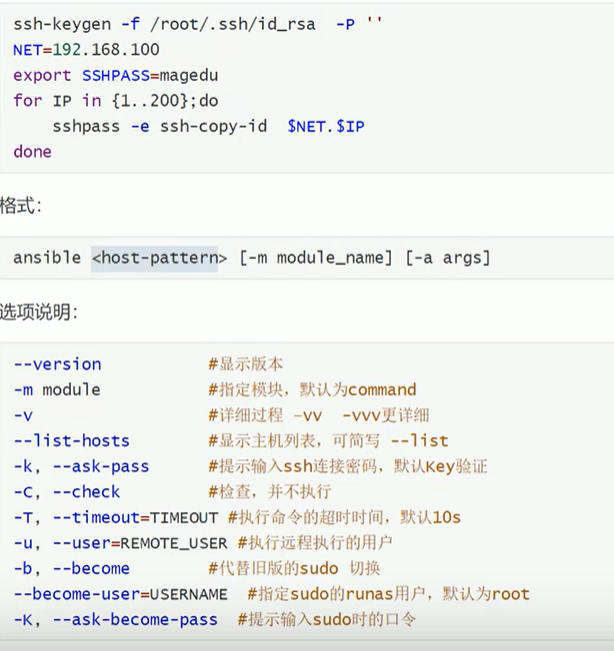 ssh-keygen -f /root/.ssh/id_rsa  -P ''
NET=192.168.100
export SSHPASS=magedu
for IP in {1..200};do
    sshpass -e ssh-copy-id  $NET.$IP
done
格式：
ansible <host-pattern> [-m module_name] [-a args]
选项说明：
--version           #显示版本
-m module           #指定模块，默认为command
-v                  #详细过程 -vv  -vvv更详细
--list-hosts        #显示主机列表，可简写 --list
-k, --ask-pass      #提示输入ssh连接密码，默认Key验证
-C, --check         #检查，并不执行
-T, --timeout=TIMEOUT #执行命令的超时时间，默认10s
-u, --user=REMOTE_USER #执行远程执行的用户
-b, --become        #代替旧版的sudo 切换
--become-user=USERNAME  #指定sudo的runas用户，默认为root
-K, --ask-become-pass  #提示输入sudo时的口令